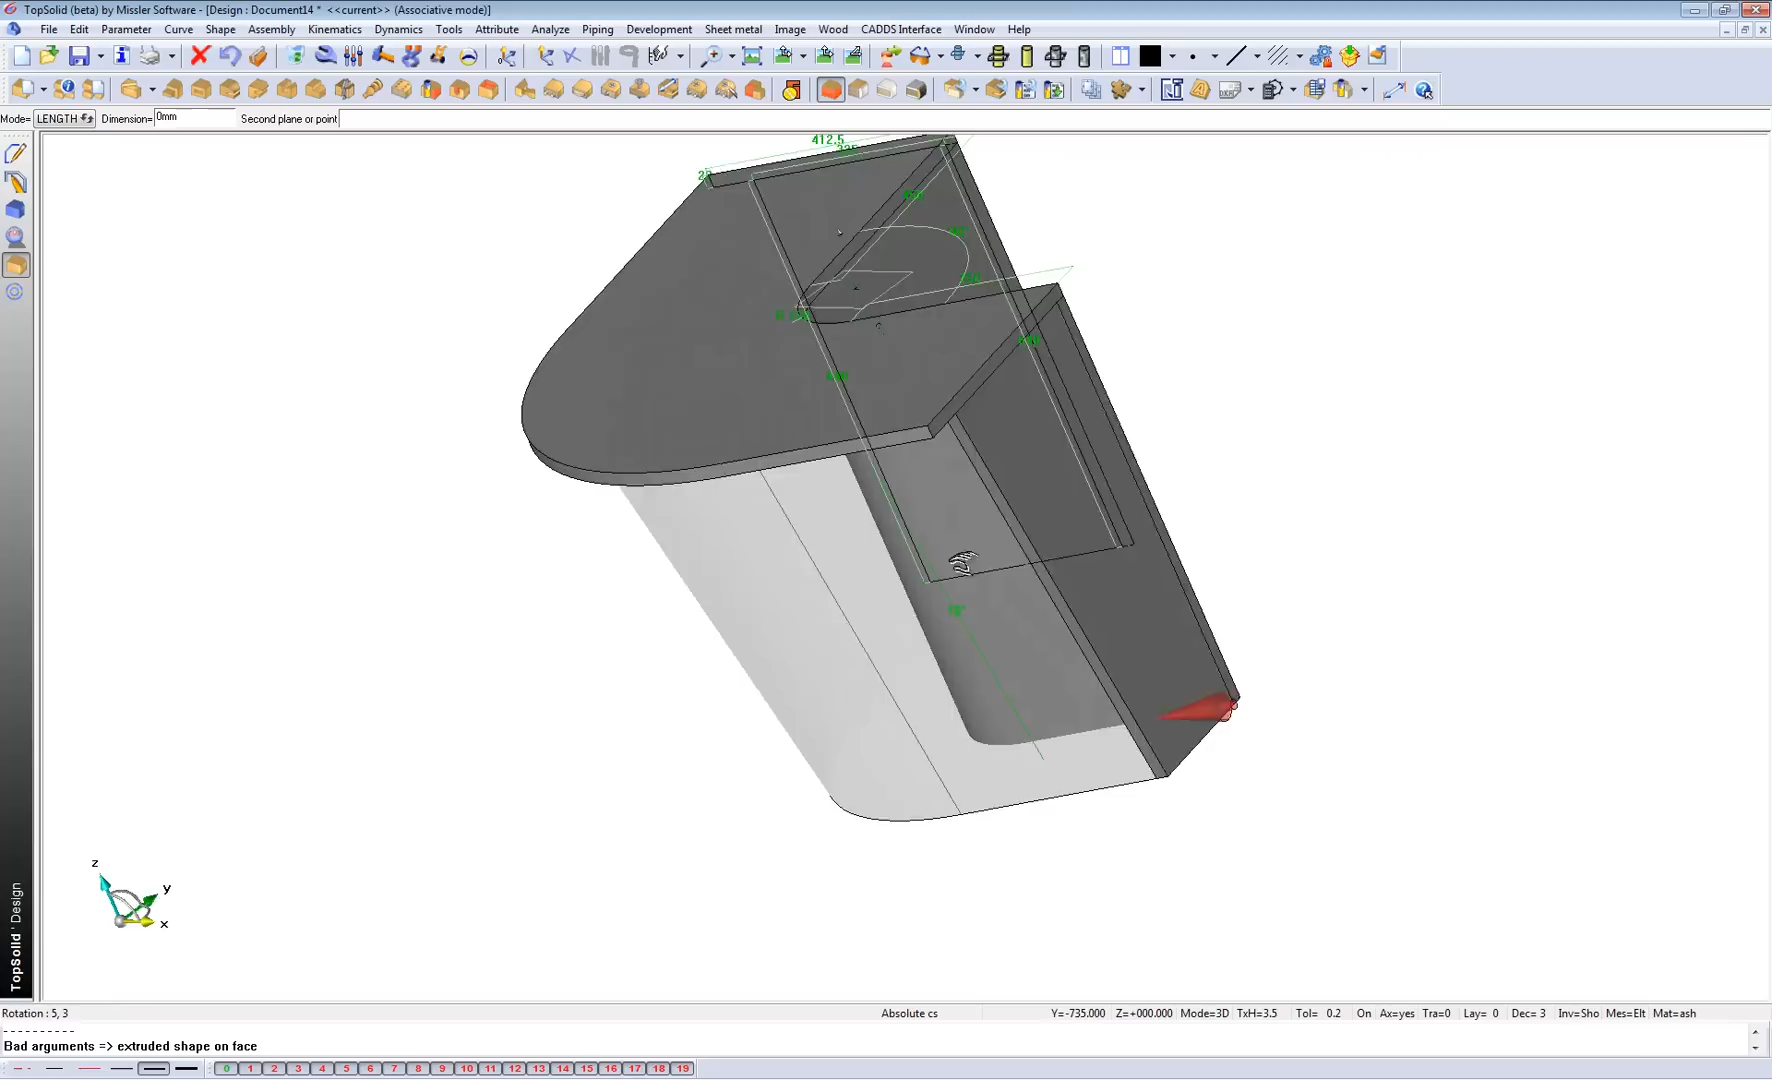 TopSolid (beta) by Missler Software - [Design : Document14 * <<current>> (Associative mode)]
File Edit Parameter Curve Shape Assembly Kinematics Dynamics Tools Attribute Analyze Piping Development Sheet metal Image Wood CADDS Interface Window Help
Mode= LENGTH Dimension= 0mm Second plane or point
412,5
z
y
x
TopSolid ' Design
Rotation : 5, 3
Absolute cs Y=-735.000 Z=+000.000 Mode=3D TxH=3.5 Tol= 0.2 On Ax=yes Tra=0 Lay= 0 Dec= 3 Inv=Sho Mes=Elt Mat=ash
----------
Bad arguments => extruded shape on face
0 1 2 3 4 5 6 7 8 9 10 11 12 13 14 15 16 17 18 19